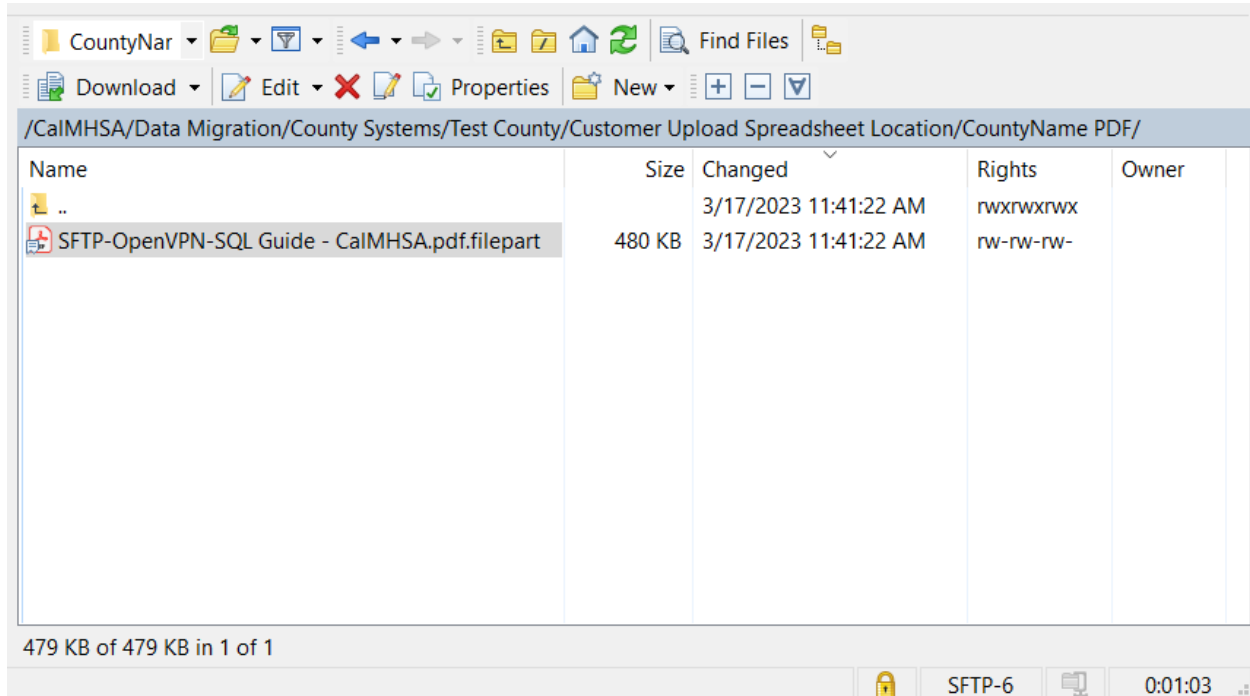 CountyNar
Find Files
Download Edit Properties New
/CalMHSA/Data Migration/County Systems/Test County/Customer Upload Spreadsheet Location/CountyName PDF/
Name Size Changed Rights Owner
.. 3/17/2023 11:41:22 AM rwxrwxrwx
SFTP-OpenVPN-SQL Guide - CalMHSA.pdf.filepart 480 KB 3/17/2023 11:41:22 AM rw-rw-rw-
479 KB of 479 KB in 1 of 1
SFTP-6 0:01:03